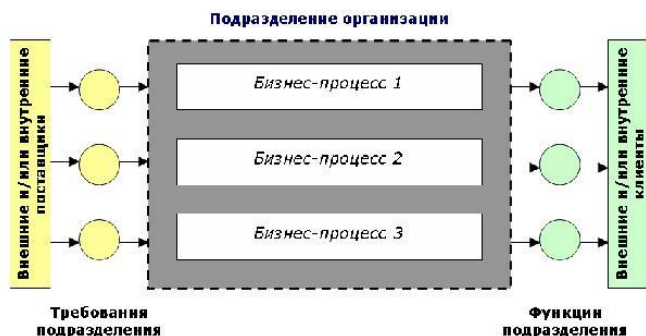 Подразделение организации
Внешние и/или внутренние
поставщики
Бизнес-процесс 1
Бизнес-процесс 2
Бизнес-процесс 3
Внешние и/или внутренние
клиенты
Требования
подразделения
Функции
подразделения